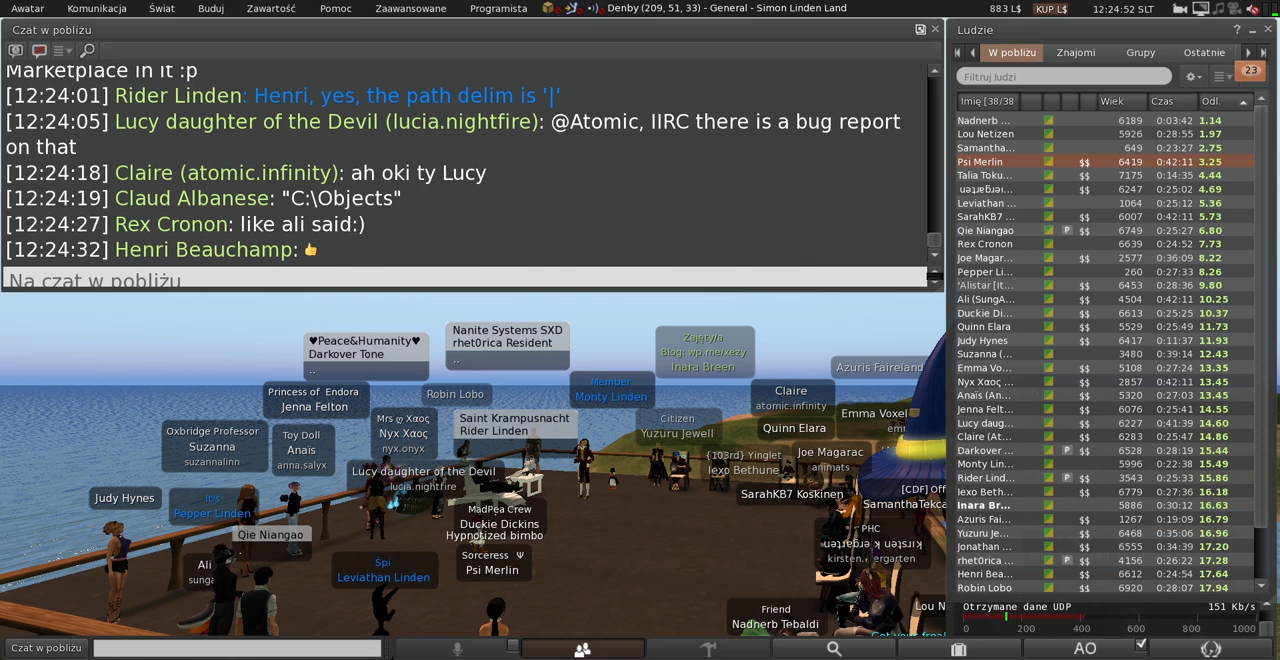 Awatar Komunikacja Świat Buduj Zawartość Pomoc Zaawansowane Programista Denby (209, 51, 33) - General - Simon Linden Land 883 L$ KUP L$ 12:24:52 SLT
Czat w pobliżu
Marketplace in it :p
[12:24:01] Rider Linden: Henri, yes, the path delim is '|'
[12:24:05] Lucy daughter of the Devil (lucia.nightfire): @Atomic, IIRC there is a bug report
on that
[12:24:18] Claire (atomic.infinity): ah oki ty Lucy
[12:24:19] Claud Albanese: "C:\Objects"
[12:24:27] Rex Cronon: like ali said:)
[12:24:32] Henri Beauchamp: 👍
Na czat w pobliżu
♥Peace&Humanity♥
Darkover Tone
..
Nanite Systems SXD
rhet0rica Resident
..
Zajęty/a
Blog: wp.me/xezy
Inara Breen
Azuris Faireland
Princess of Endora
Jenna Felton
Robin Lobo
Member
Monty Linden
Claire
atomic.infinity
Emma Voxel
Mrs ღ Χαος
Nyx Χαος
nyx.onyx
Saint Krampusnacht
Rider Linden
Citizen
Yuzuru Jewell
Quinn Elara
Oxbridge Professor
Suzanna
suzannalinn
Toy Doll
Anaïs
anna.salyx
Lucy daughter of the Devil
lucia.nightfire
{103rd} Yinglet
Iexo Bethune
Joe Magarac
animats
Judy Hynes
It's
Pepper Linden
SarahKB7 Koskinen
[CDF] Off
SamanthaTekca
MadPea Crew
Duckie Dickins
Hypnotized bimbo
Qie Niangao
.
PHC
Sorceress Ψ
Psi Merlin
Ali
sunga
Śpi
Leviathan Linden
Friend
Nadnerb Tebaldi
Lou N
Ludzie
W pobliżu Znajomi Grupy Ostatnie
Filtruj ludzi
23
Imię [38/38 Wiek Czas Odl.
Nadnerb ... 6189 0:03:42 1.14
Lou Netizen 5926 0:28:55 1.97
Samantha... 649 0:23:27 2.75
Psi Merlin $$ 6419 0:42:11 3.25
Talia Toku... $$ 7175 0:14:35 4.44
$$ 6247 0:25:02 4.69
Leviathan ... 1064 0:25:12 5.36
SarahKB7 ... $$ 6007 0:42:11 5.73
Qie Niangao P $$ 6749 0:25:27 6.80
Rex Cronon 6639 0:24:52 7.73
Joe Magar... $$ 2577 0:36:09 8.22
Pepper Li... 260 0:27:33 8.26
'Alistar [It... $$ 6453 0:28:36 9.80
Ali (SungA... $$ 4504 0:42:11 10.25
Duckie Di... $$ 6613 0:25:25 10.37
Quinn Elara $$ 5529 0:25:49 11.73
Judy Hynes $$ 6417 0:11:37 11.93
Suzanna (... 3480 0:39:14 12.43
Emma Vo... $$ 5108 0:27:24 13.35
Nyx Χαος ... $$ 2857 0:42:11 13.45
Anaïs (An... $$ 5320 0:27:03 13.45
Jenna Felt... $$ 6076 0:25:41 14.55
Lucy daug... $$ 6227 0:41:39 14.60
Claire (At... $$ 6283 0:25:47 14.86
Darkover ... P $$ 6528 0:28:19 15.44
Monty Lin... 5996 0:22:38 15.49
Rider Lind... P $$ 3543 0:25:33 15.86
Iexo Beth... $$ 6779 0:27:36 16.18
Inara Br... 5886 0:30:12 16.63
Azuris Fai... $$ 1267 0:19:09 16.79
Yuzuru Je... $$ 6468 0:35:06 16.96
Jonathan ... $$ 6555 0:34:39 17.20
rhet0rica ... P $$ 4156 0:26:22 17.28
Henri Bea... $$ 6612 0:24:54 17.64
Robin Lobo $$ 6920 0:28:07 17.94
Otrzymane dane UDP 151 Kb/s
0 200 400 600 800 1000
Czat w pobliżu AO